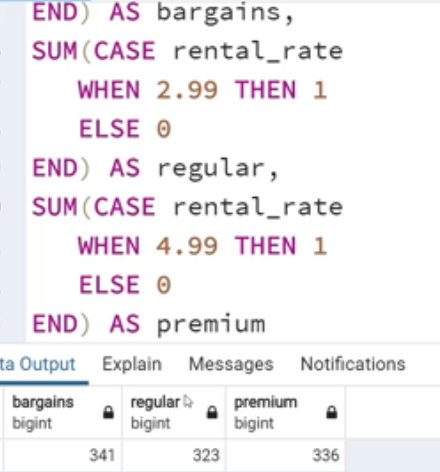 END) AS bargains,
SUM(CASE rental_rate
WHEN 2.99 THEN 1
ELSE 0
END) AS regular,
SUM(CASE rental_rate
WHEN 4.99 THEN 1
ELSE 0
END) AS premium
ta Output Explain Messages Notifications
bargains regular premium
bigint bigint bigint
341 323 336